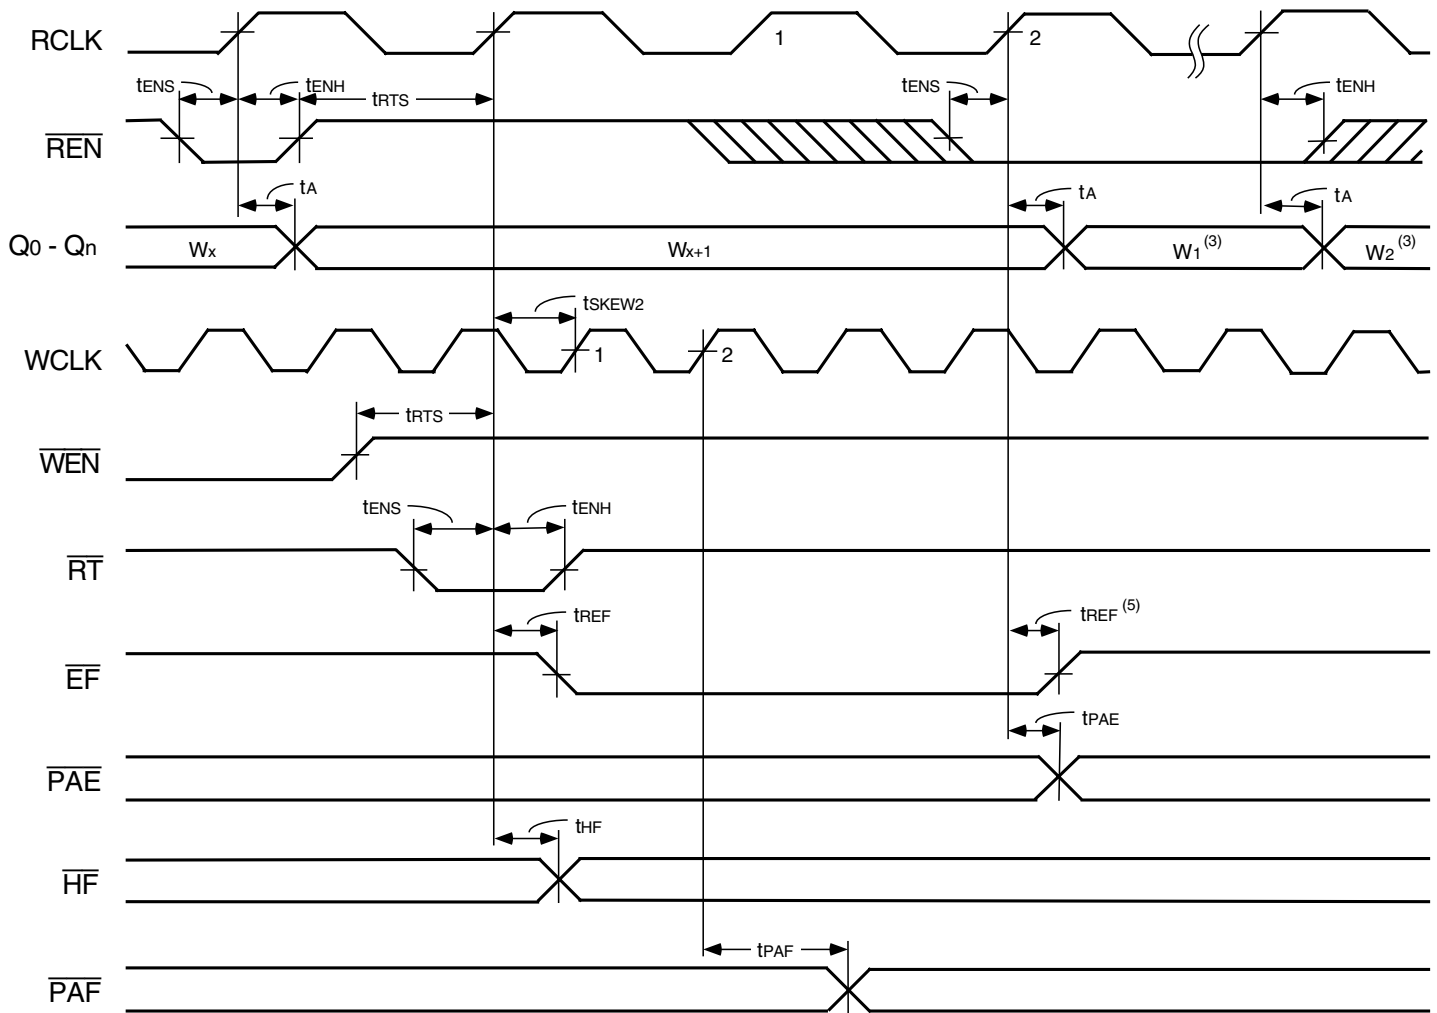 RCLK 1 2
tENS tENH tRTS tENS tENH
REN
tA tA tA
Q0 - Qn Wx Wx+1 W1(3) W2(3)
tSKEW2
WCLK 1 2
tRTS
WEN
tENS tENH
RT
tREF tREF(5)
EF
tPAE
PAE
tHF
HF
tPAF
PAF